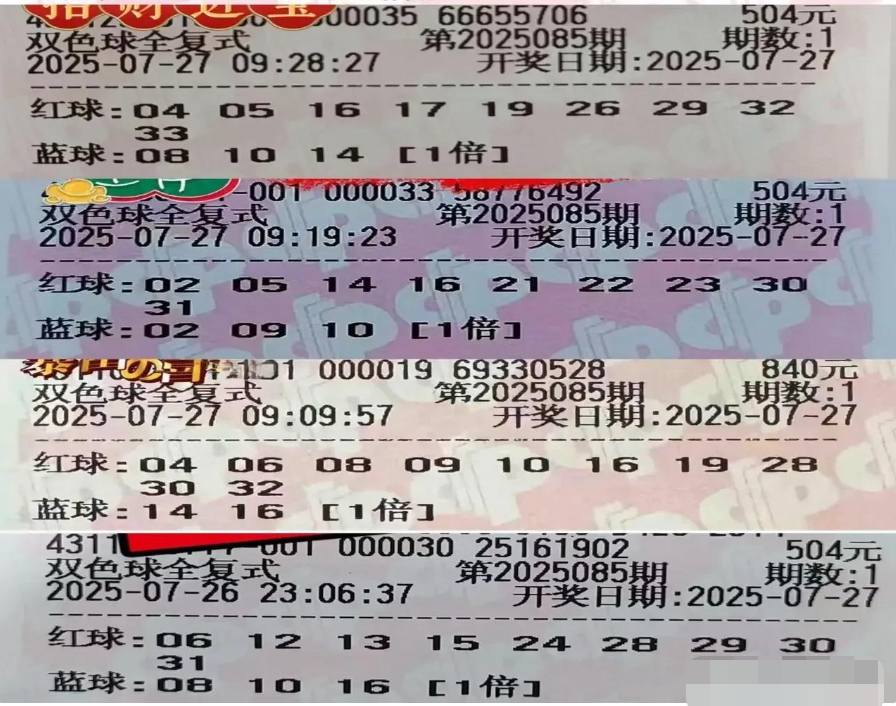 招财进宝
000035 66655706 504元
双色球全复式 第2025085期 期数:1
2025-07-27 09:28:27 开奖日期:2025-07-27
红球:04 05 16 17 19 26 29 32
33
蓝球:08 10 14 [1倍]
-001 000033 58776492 504元
双色球全复式 第2025085期 期数:1
2025-07-27 09:19:23 开奖日期:2025-07-27
红球:02 05 14 16 21 22 23 30
31
蓝球:02 09 10 [1倍]
000019 69330528 840元
双色球全复式 第2025085期 期数:1
2025-07-27 09:09:57 开奖日期:2025-07-27
红球:04 06 08 09 10 16 19 28
30 32
蓝球:14 16 [1倍]
4311 -001 000030 25161902 504元
双色球全复式 第2025085期 期数:1
2025-07-26 23:06:37 开奖日期:2025-07-27
红球:06 12 13 15 24 28 29 30
31
蓝球:08 10 16 [1倍]